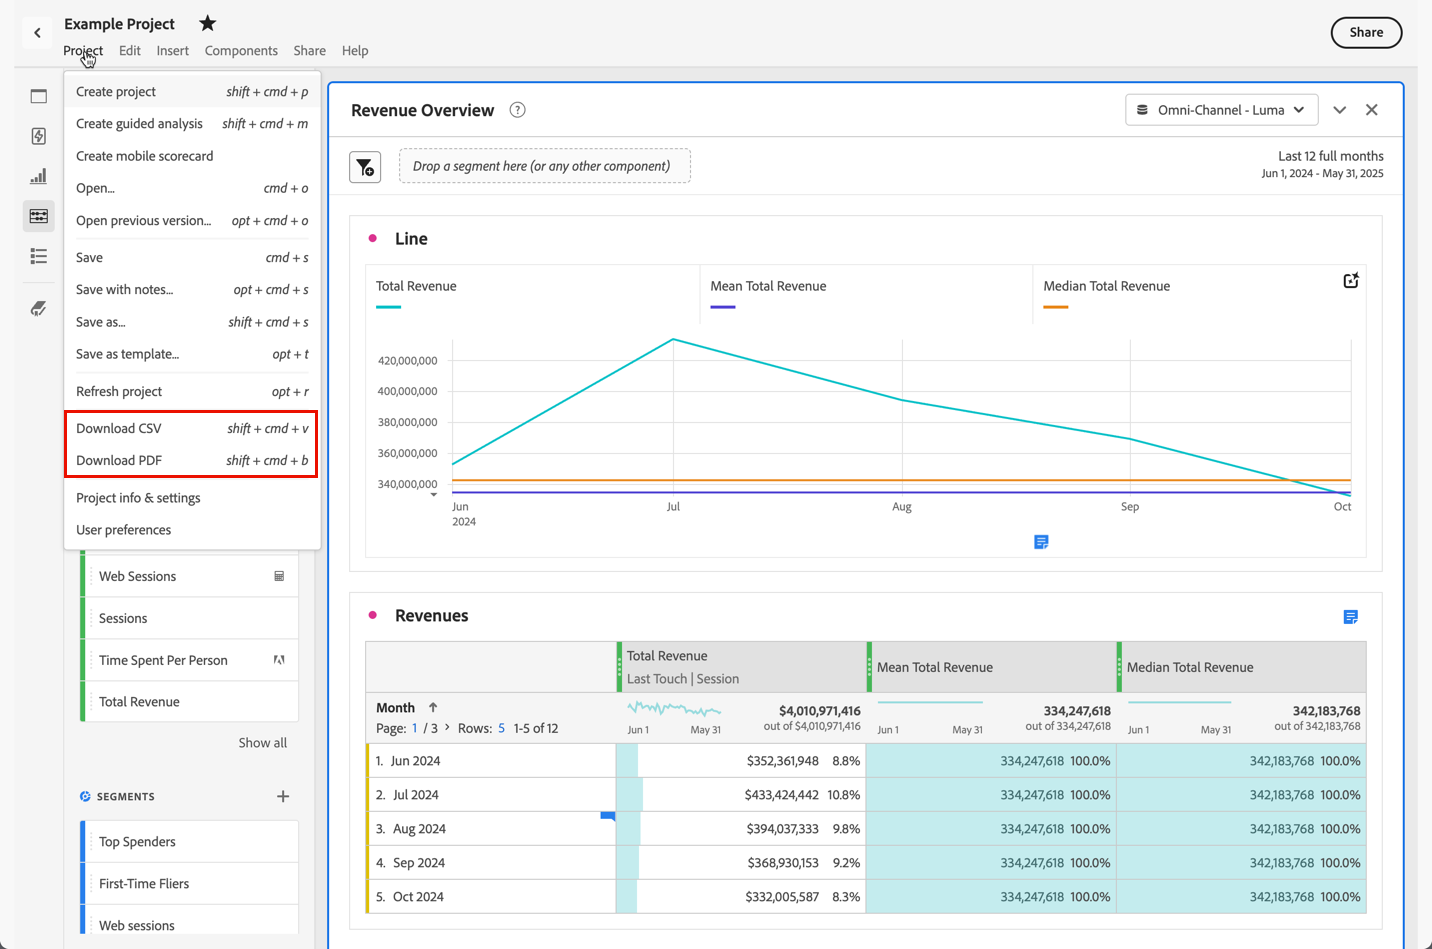 Example Project
Share
Project Edit Insert Components Share Help
Create project shift + cmd + p
Create guided analysis shift + cmd + m
Create mobile scorecard
Open... cmd + o
Open previous version... opt + cmd + o
Save cmd + s
Save with notes... opt + cmd + s
Save as... shift + cmd + s
Save as template... opt + t
Refresh project opt + r
Download CSV shift + cmd + v
Download PDF shift + cmd + b
Project info & settings
User preferences
Web Sessions
Sessions
Time Spent Per Person
Total Revenue
Show all
SEGMENTS
Top Spenders
First-Time Fliers
Web sessions
Revenue Overview ?
Omni-Channel - Luma
Drop a segment here (or any other component)
Last 12 full months
Jun 1, 2024 - May 31, 2025
Line
Total Revenue Mean Total Revenue Median Total Revenue
420,000,000
400,000,000
380,000,000
360,000,000
340,000,000
Jun Jul Aug Sep Oct
2024
Revenues
Total Revenue
Last Touch | Session
Mean Total Revenue
Median Total Revenue
Month
Page: 1 / 3 > Rows: 5 1-5 of 12
Jun 1 May 31
$4,010,971,416
out of $4,010,971,416
Jun 1 May 31
334,247,618
out of 334,247,618
Jun 1 May 31
342,183,768
out of 342,183,768
1. Jun 2024 $352,361,948 8.8% 334,247,618 100.0% 342,183,768 100.0%
2. Jul 2024 $433,424,442 10.8% 334,247,618 100.0% 342,183,768 100.0%
3. Aug 2024 $394,037,333 9.8% 334,247,618 100.0% 342,183,768 100.0%
4. Sep 2024 $368,930,153 9.2% 334,247,618 100.0% 342,183,768 100.0%
5. Oct 2024 $332,005,587 8.3% 334,247,618 100.0% 342,183,768 100.0%